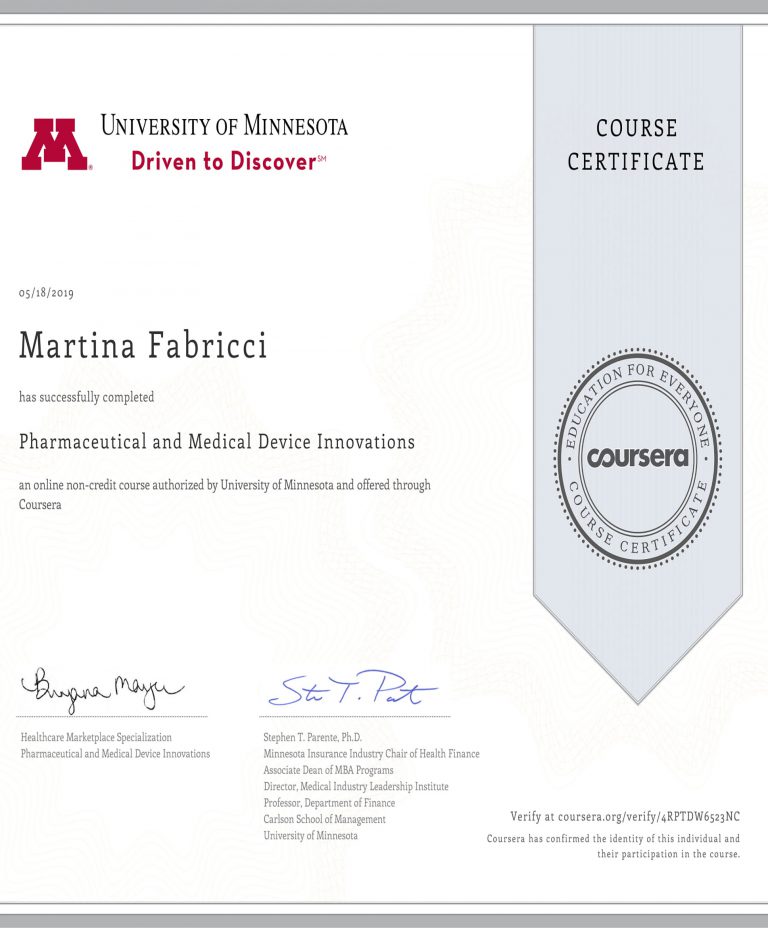 UNIVERSITY OF MINNESOTA
Driven to Discover℠
COURSE
CERTIFICATE
05/18/2019
Martina Fabricci
has successfully completed
Pharmaceutical and Medical Device Innovations
an online non-credit course authorized by University of Minnesota and offered through
Coursera
EDUCATION FOR EVERYONE
coursera
COURSE CERTIFICATE
Healthcare Marketplace Specialization
Pharmaceutical and Medical Device Innovations
Stephen T. Parente, Ph.D.
Minnesota Insurance Industry Chair of Health Finance
Associate Dean of MBA Programs
Director, Medical Industry Leadership Institute
Professor, Department of Finance
Carlson School of Management
University of Minnesota
Verify at coursera.org/verify/4RPTDW6523NC
Coursera has confirmed the identity of this individual and
their participation in the course.